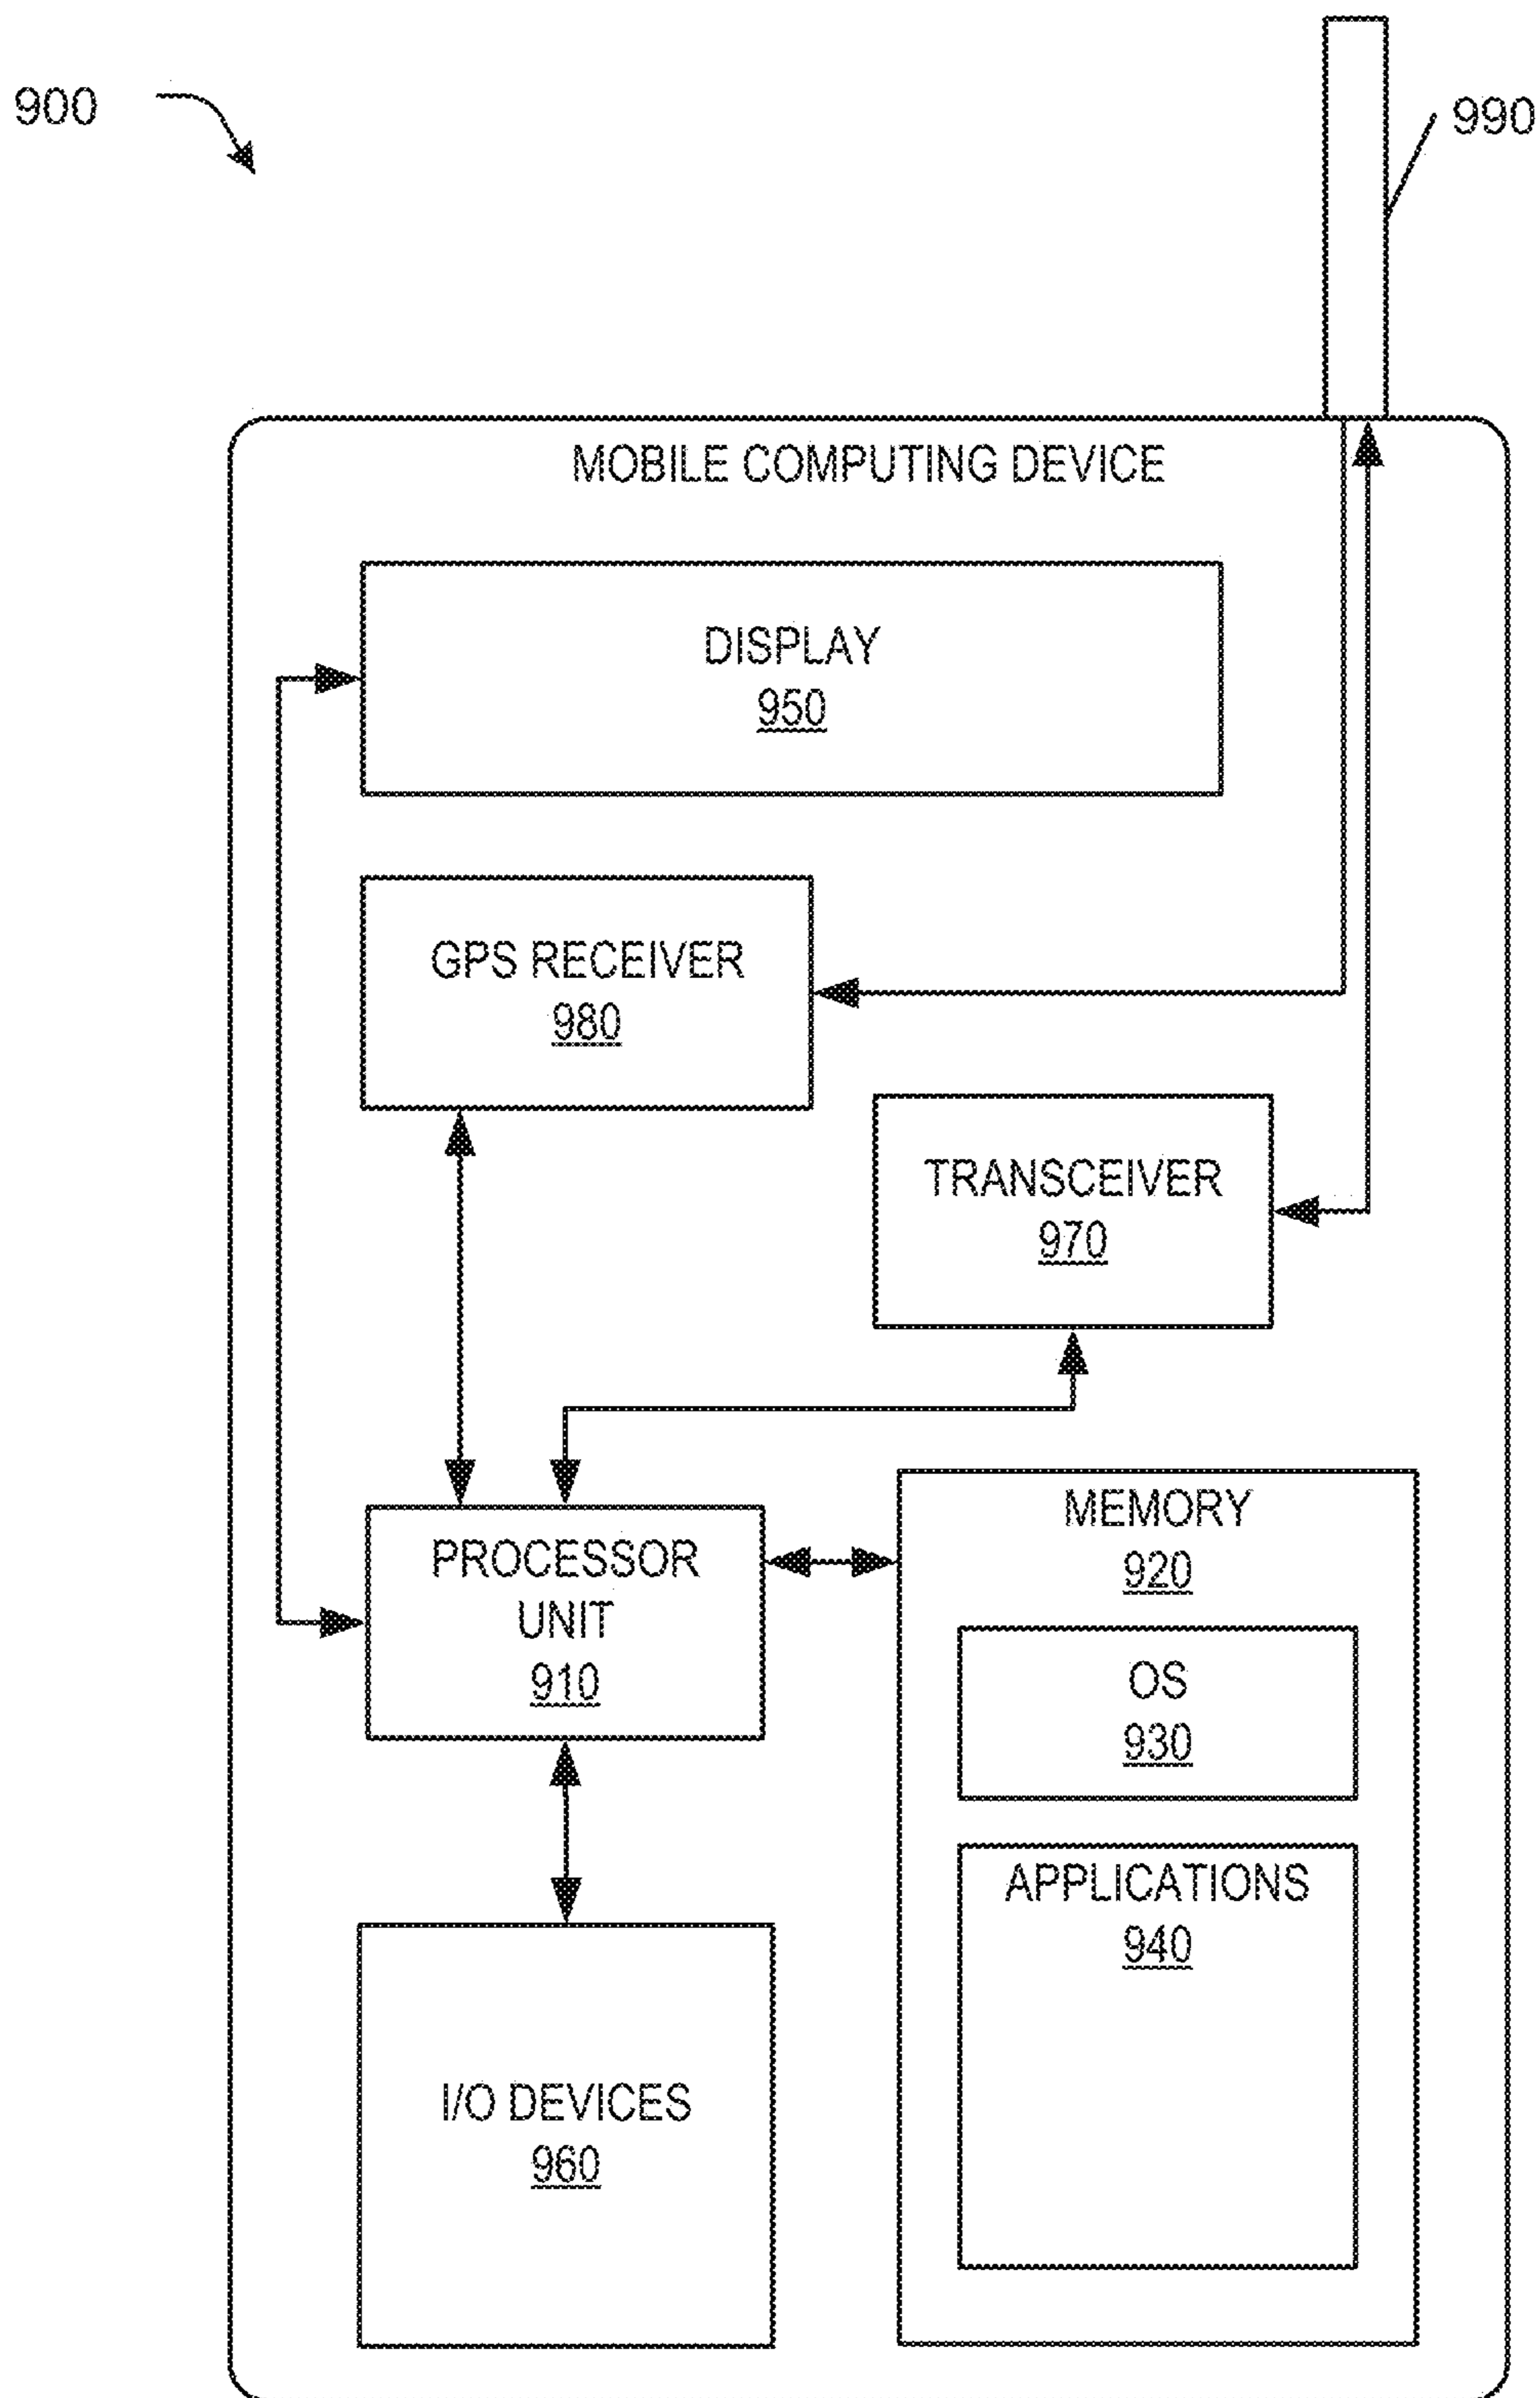 900
990
MOBILE COMPUTING DEVICE
DISPLAY
950
GPS RECEIVER
980
TRANSCEIVER
970
PROCESSOR
UNIT
910
MEMORY
920
OS
930
APPLICATIONS
940
I/O DEVICES
960